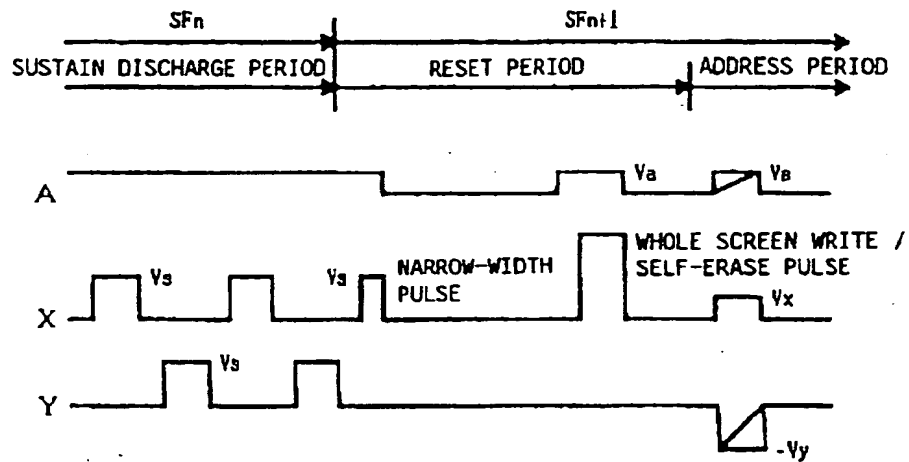 SFn SFn+1
SUSTAIN DISCHARGE PERIOD RESET PERIOD ADDRESS PERIOD
A Va Va
X Vs Vs NARROW-WIDTH PULSE WHOLE SCREEN WRITE / SELF-ERASE PULSE Vx
Y Vs
-Vy